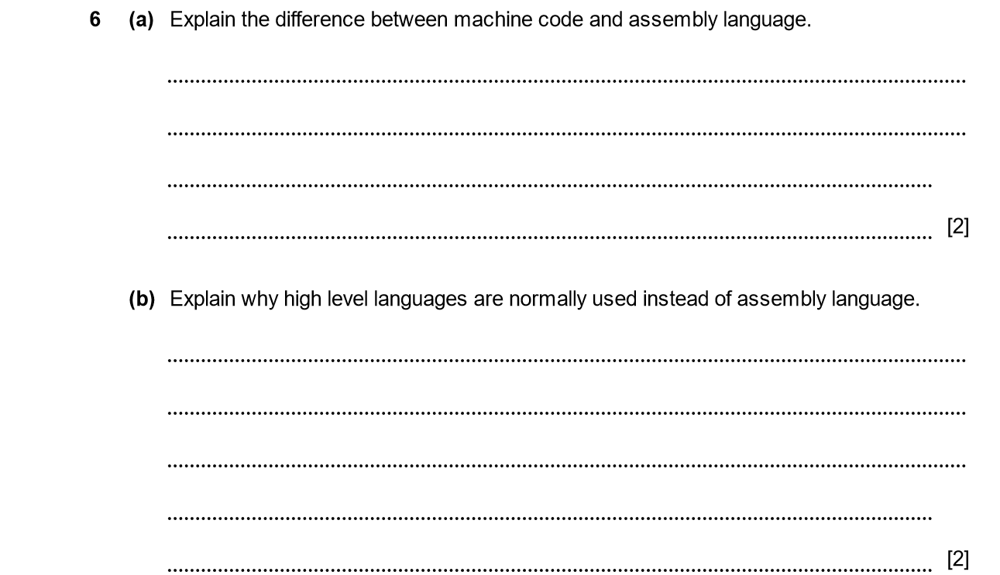 6 (a) Explain the difference between machine code and assembly language.
[2]
(b) Explain why high level languages are normally used instead of assembly language.
[2]